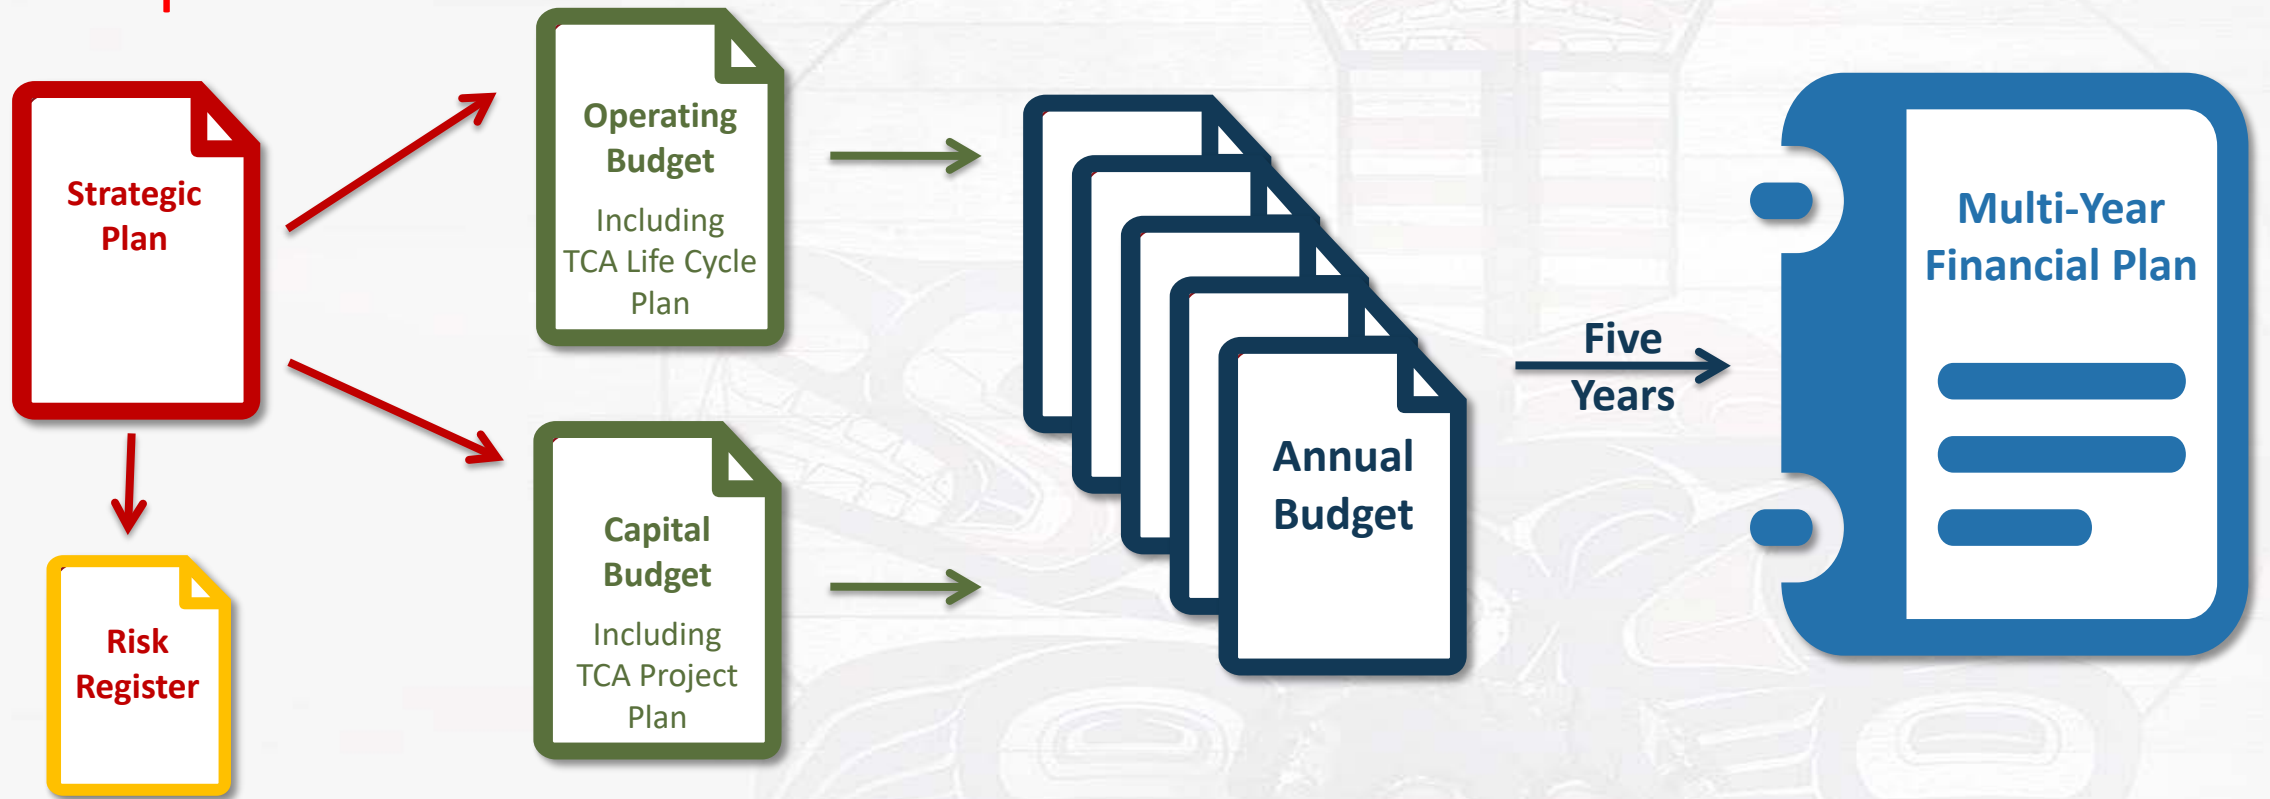 Strategic
Plan
Risk
Register
Operating
Budget
Including
TCA Life Cycle
Plan
Capital
Budget
Including
TCA Project
Plan
Annual
Budget
Five
Years
Multi-Year
Financial Plan